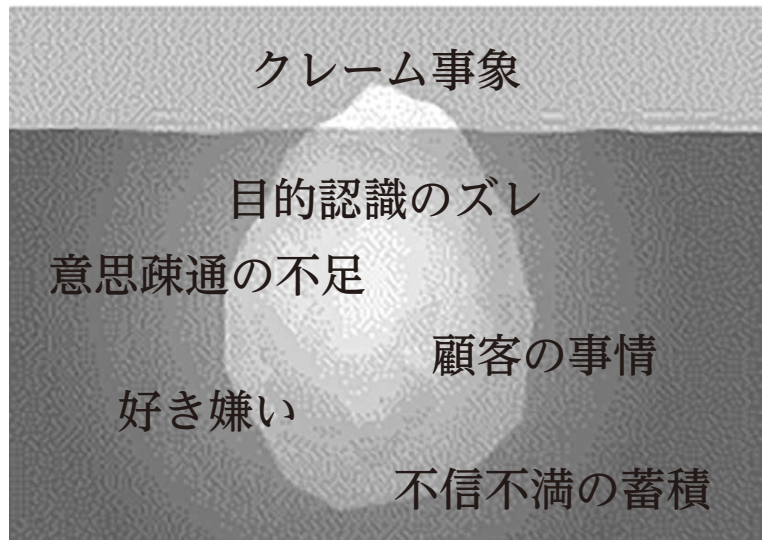 クレーム事象
目的認識のズレ
意思疎通の不足
顧客の事情
好き嫌い
不信不満の蓄積